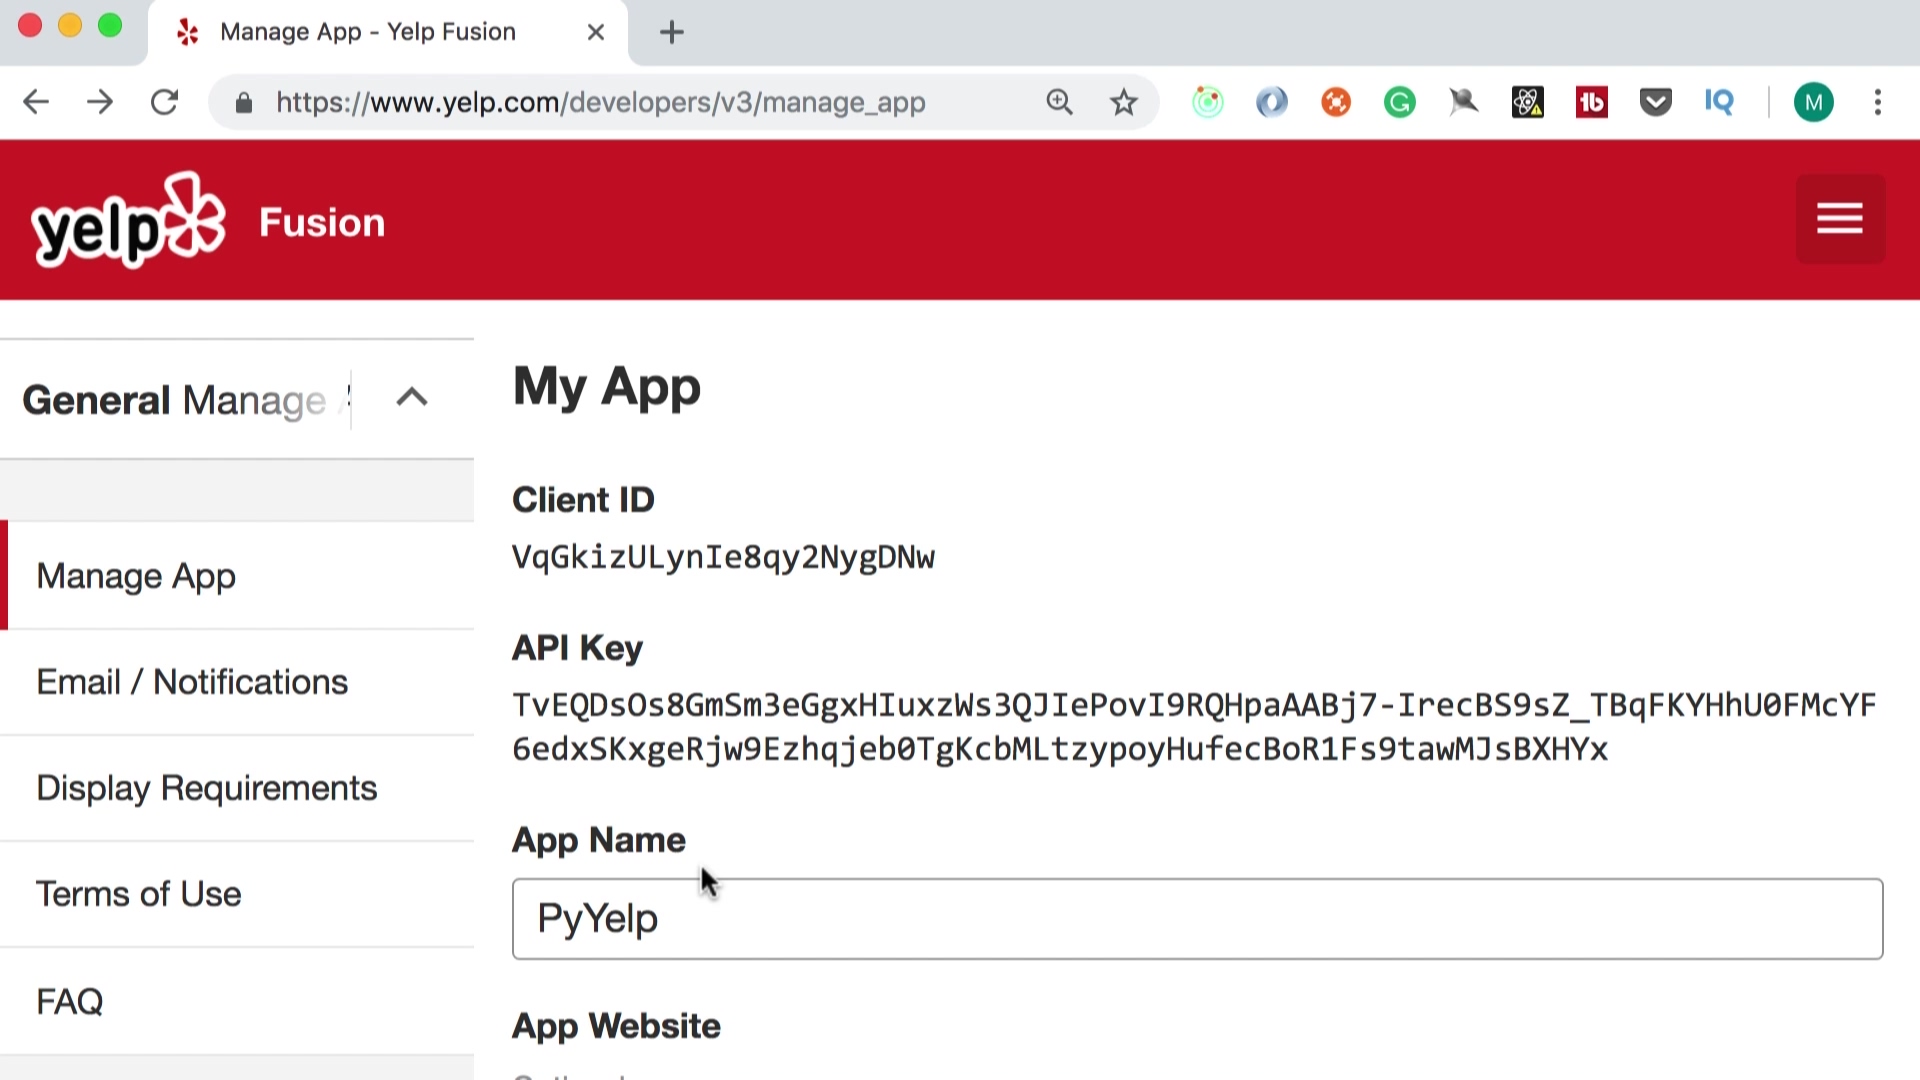 Manage App - Yelp Fusion
https://www.yelp.com/developers/v3/manage_app
IQ
M
yelp Fusion
General Manage
My App
Client ID
VqGkizULynIe8qy2NygDNw
Manage App
API Key
TvEQDsOs8GmSm3eGgxHIuxzWs3QJIePovI9RQHpaAABj7-IrecBS9sZ_TBqFKYHhU0FMcYF
6edxSKxgeRjw9Ezhqjeb0TgKcbMLtzypoyHufecBoR1Fs9tawMJsBXHYx
Email / Notifications
Display Requirements
App Name
PyYelp
Terms of Use
FAQ
App Website